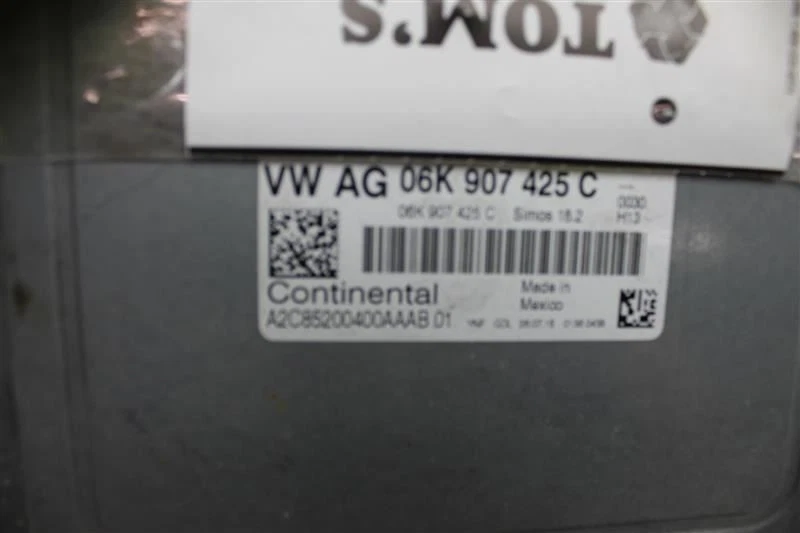 TOM'S
VW AG 06K 907 425 C
0030
06K 907 425 C Simos 18.2 H13
Continental
Made in
Mexico
A2C85200400AAAB 01